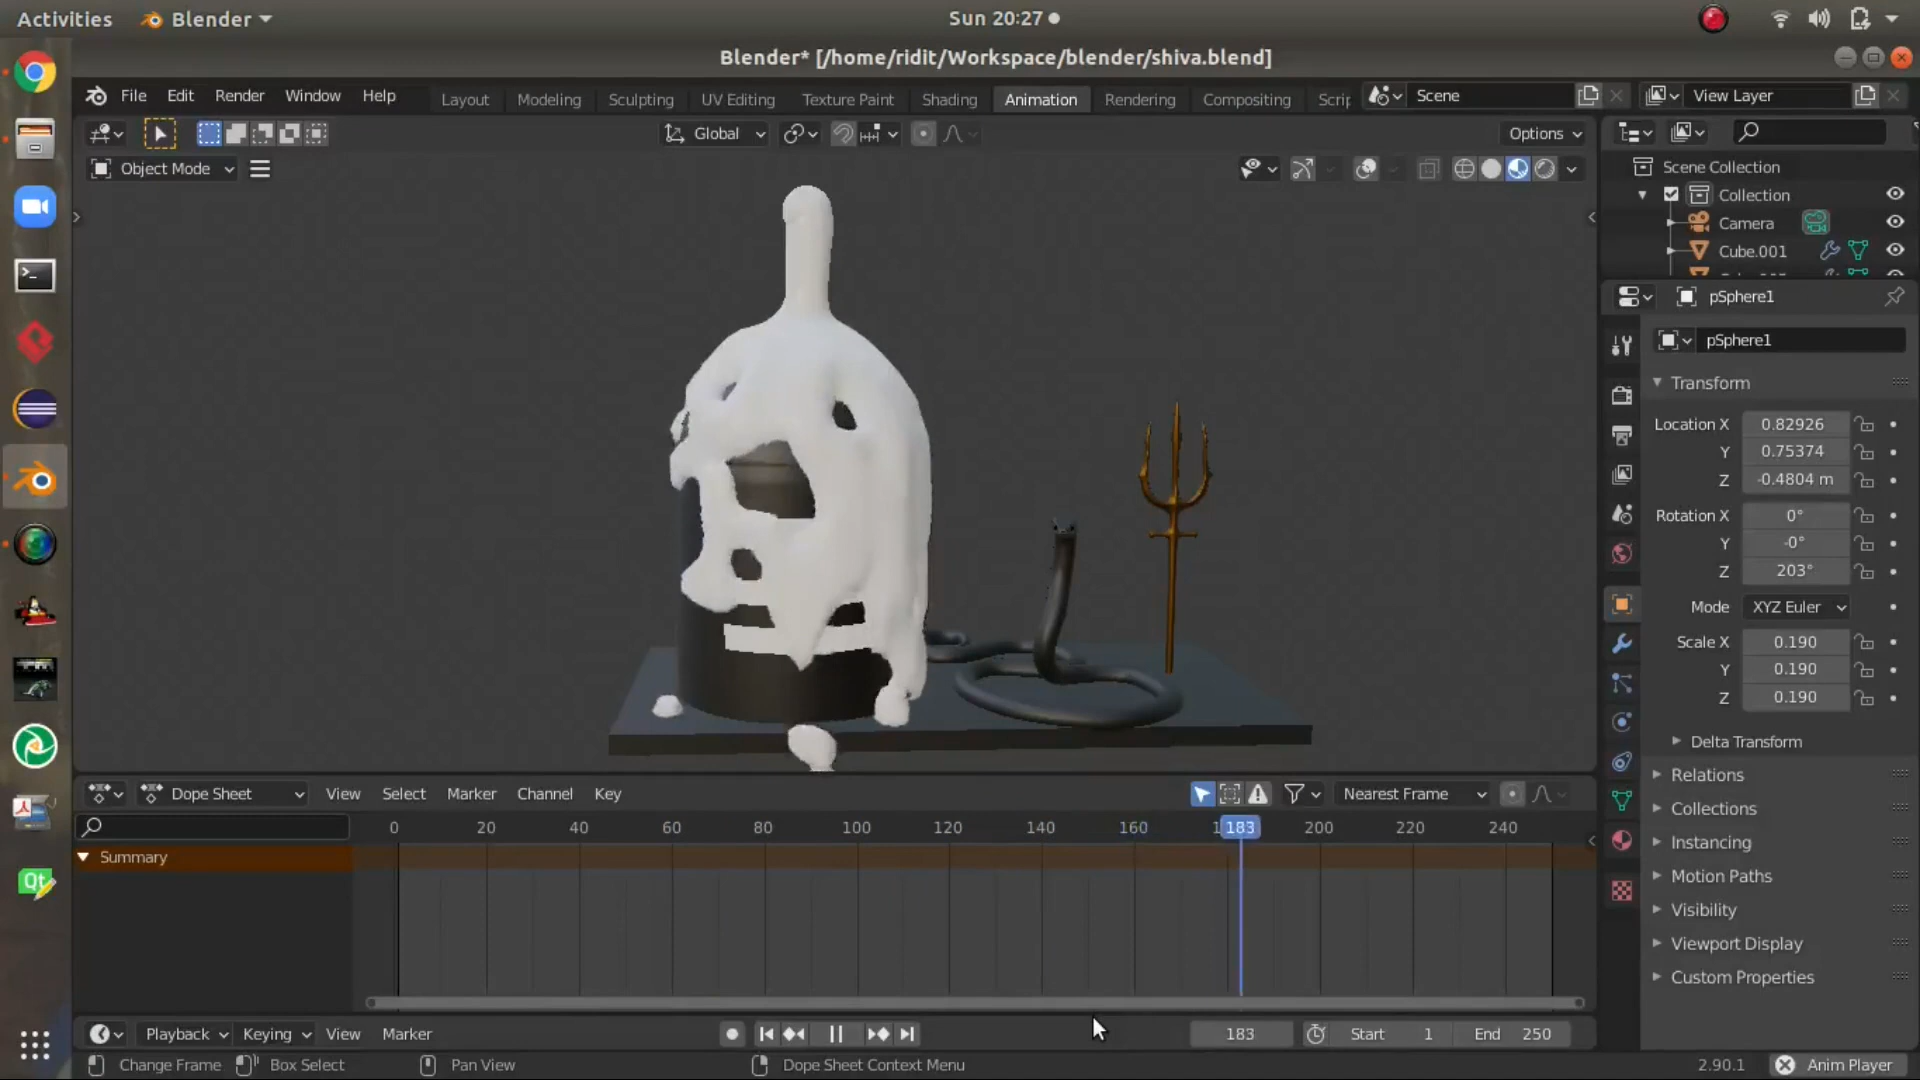 Activities Blender Sun 20:27
Blender* [/home/ridit/Workspace/blender/shiva.blend]
File Edit Render Window Help Layout Modeling Sculpting UV Editing Texture Paint Shading Animation Rendering Compositing Scrip Scene View Layer
Global Options
Object Mode
Scene Collection
Collection
Camera
Cube.001
pSphere1
pSphere1
Transform
Location X 0.82926
Y 0.75374
Z -0.4804 m
Rotation X 0°
Y -0°
Z 203°
Mode XYZ Euler
Scale X 0.190
Y 0.190
Z 0.190
Delta Transform
Relations
Collections
Instancing
Motion Paths
Visibility
Viewport Display
Custom Properties
Dope Sheet View Select Marker Channel Key Nearest Frame
0 20 40 60 80 100 120 140 160 183 200 220 240
Summary
Playback Keying View Marker 183 Start 1 End 250
Change Frame Box Select Pan View Dope Sheet Context Menu 2.90.1 Anim Player
Qt